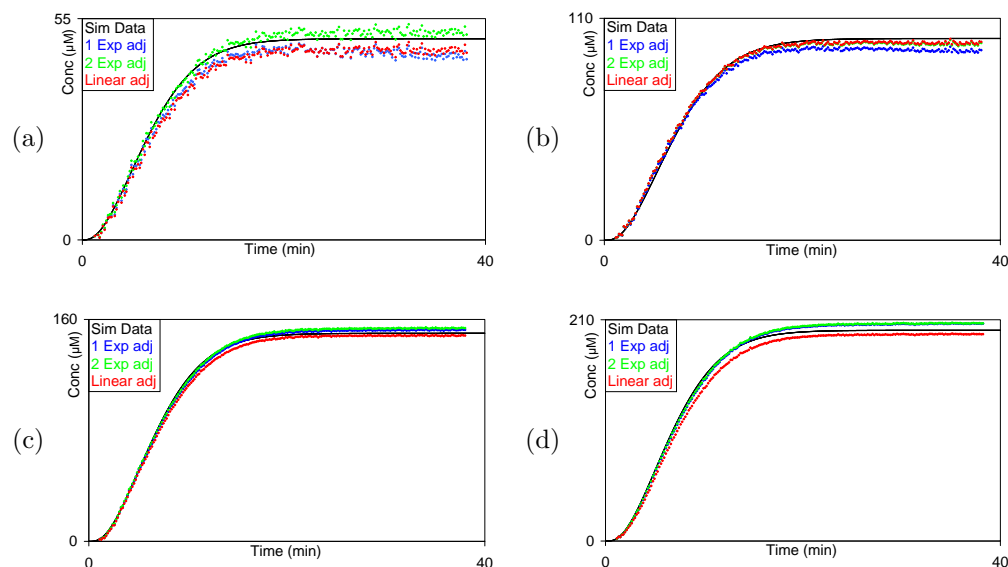 (a)
55
Conc (µM)
Sim Data
1 Exp adj
2 Exp adj
Linear adj
0
0
Time (min)
40
(b)
110
Conc (µM)
Sim Data
1 Exp adj
2 Exp adj
Linear adj
0
0
Time (min)
40
(c)
160
Conc (µM)
Sim Data
1 Exp adj
2 Exp adj
Linear adj
0
0
Time (min)
40
(d)
210
Conc (µM)
Sim Data
1 Exp adj
2 Exp adj
Linear adj
0
0
Time (min)
40